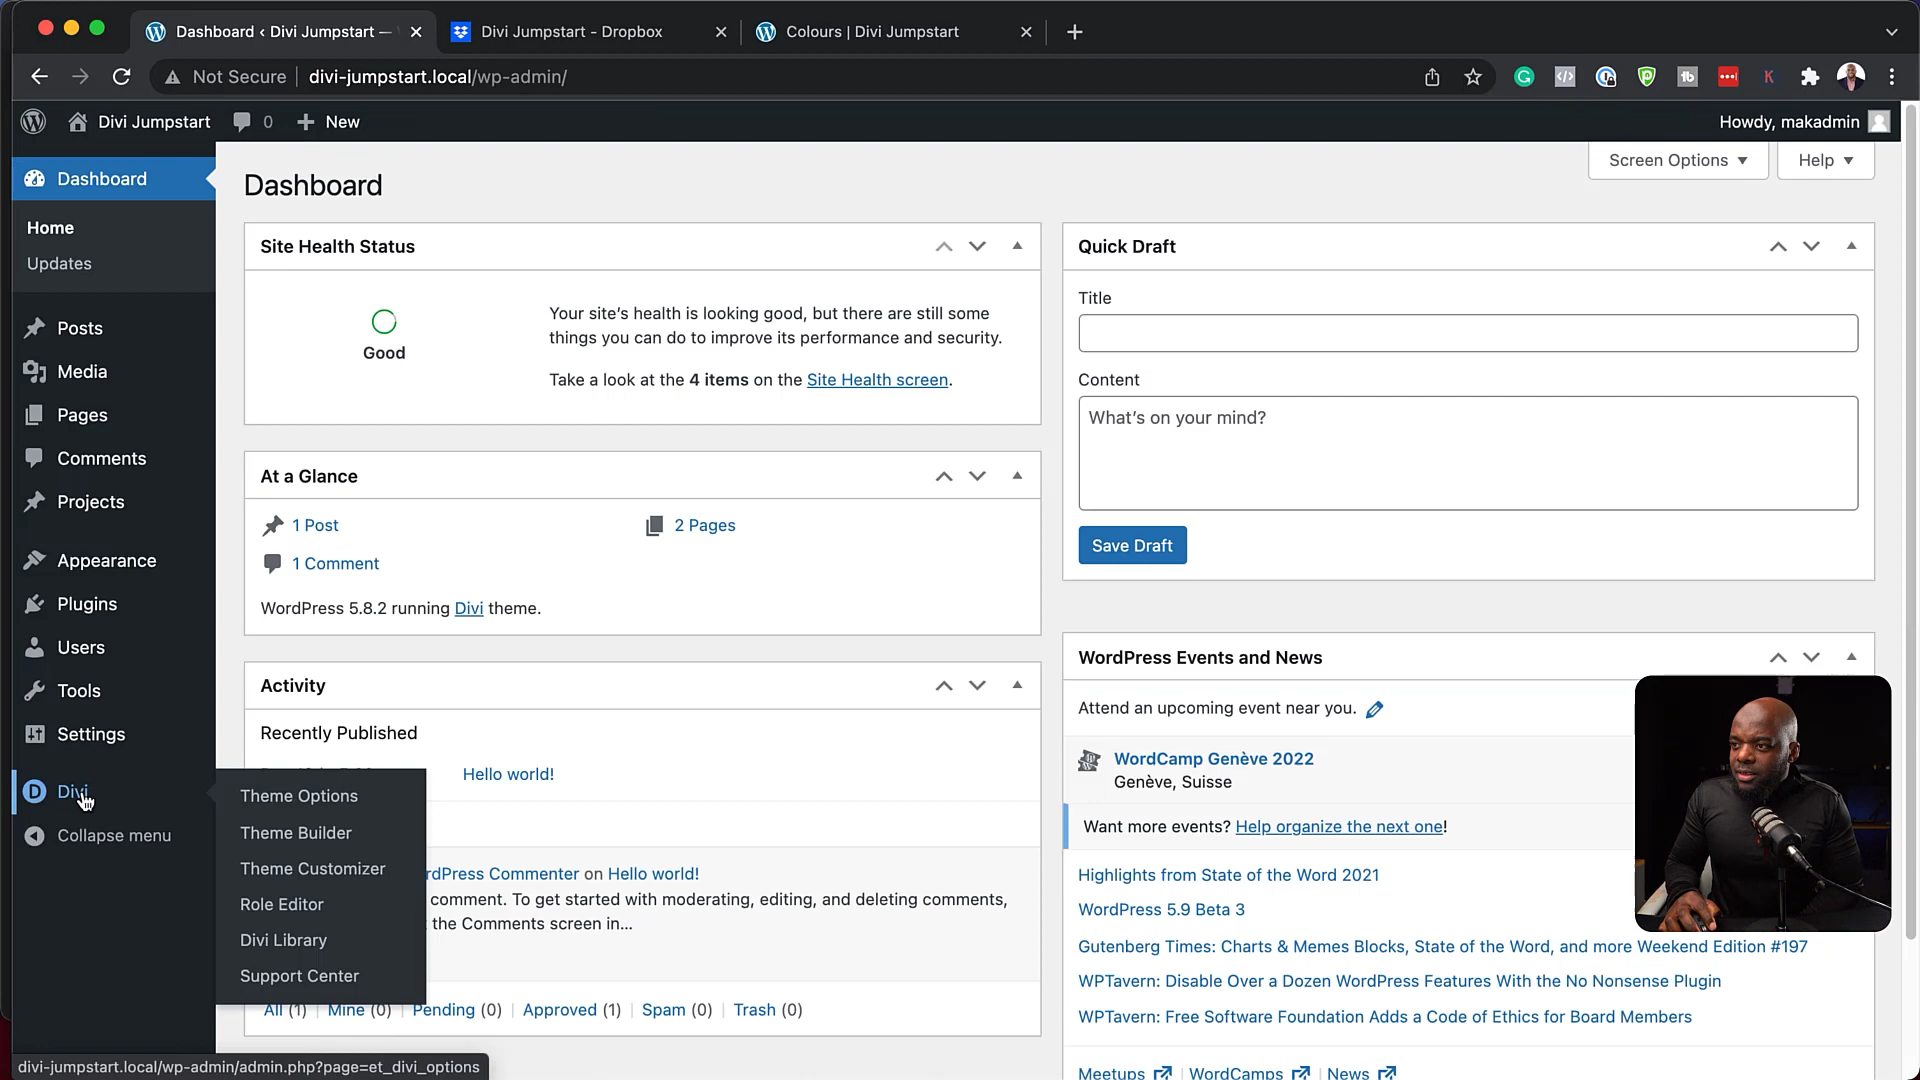 Dashboard ‹ Divi Jumpstart —
Divi Jumpstart - Dropbox
Colours | Divi Jumpstart
Not Secure
divi-jumpstart.local/wp-admin/
Divi Jumpstart
0
New
Howdy, makadmin
Dashboard
Home
Updates
Posts
Media
Pages
Comments
Projects
Appearance
Plugins
Users
Tools
Settings
Divi
Collapse menu
Theme Options
Theme Builder
Theme Customizer
Role Editor
Divi Library
Support Center
Screen Options
Help
Dashboard
Site Health Status
Good
Your site's health is looking good, but there are still some
things you can do to improve its performance and security.
Take a look at the 4 items on the Site Health screen.
At a Glance
1 Post
2 Pages
1 Comment
WordPress 5.8.2 running Divi theme.
Activity
Recently Published
Hello world!
rdPress Commenter on Hello world!
comment. To get started with moderating, editing, and deleting comments,
the Comments screen in...
All (1) | Mine (0) | Pending (0) | Approved (1) | Spam (0) | Trash (0)
Quick Draft
Title
Content
What's on your mind?
Save Draft
WordPress Events and News
Attend an upcoming event near you.
WordCamp Genève 2022
Genève, Suisse
Want more events? Help organize the next one!
Highlights from State of the Word 2021
WordPress 5.9 Beta 3
Gutenberg Times: Charts & Memes Blocks, State of the Word, and more Weekend Edition #197
WPTavern: Disable Over a Dozen WordPress Features With the No Nonsense Plugin
WPTavern: Free Software Foundation Adds a Code of Ethics for Board Members
Meetups | WordCamps | News
divi-jumpstart.local/wp-admin/admin.php?page=et_divi_options